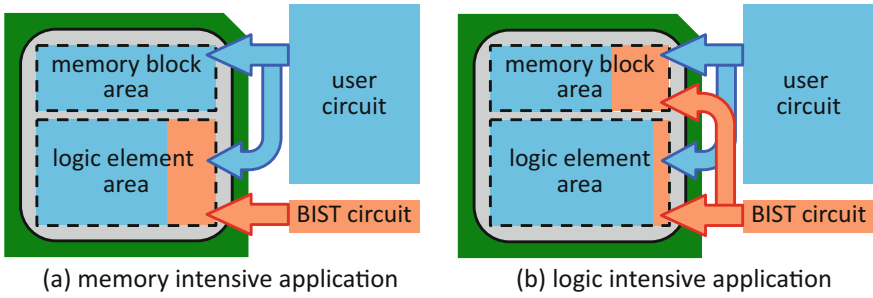 memory block
area
logic element
area
user
circuit
BIST circuit
(a) memory intensive application
memory block
area
logic element
area
user
circuit
BIST circuit
(b) logic intensive application